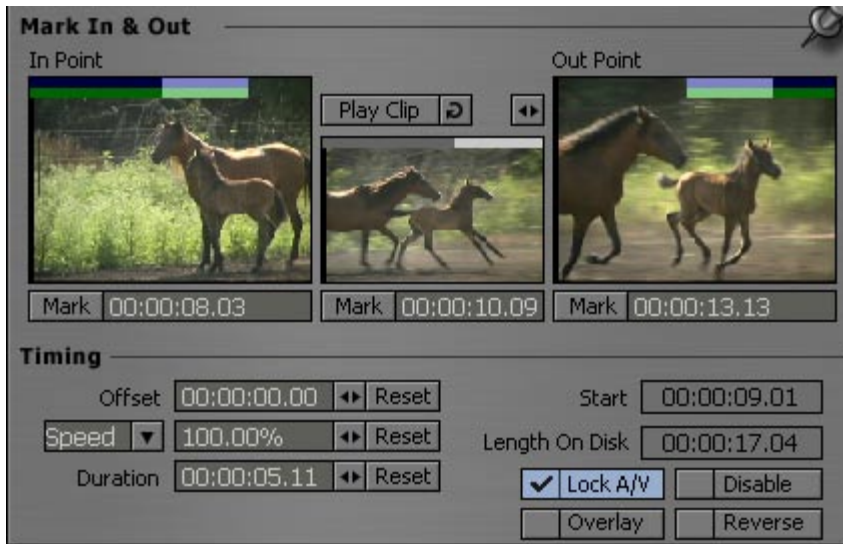 Mark In & Out
In Point
Out Point
Play Clip
Mark 00:00:08.03
Mark 00:00:10.09
Mark 00:00:13.13
Timing
Offset 00:00:00.00 Reset
Start 00:00:09.01
Speed 100.00% Reset
Length On Disk 00:00:17.04
Duration 00:00:05.11 Reset
Lock A/V Disable
Overlay Reverse